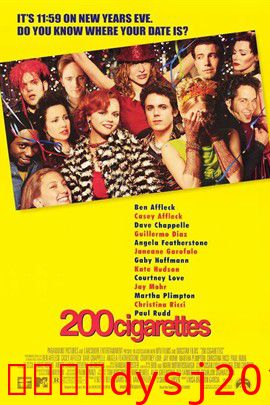 IT'S 11:59 ON NEW YEARS EVE.
DO YOU KNOW WHERE YOUR DATE IS?
Ben Affleck
Casey Affleck
Dave Chappelle
Guillermo Diaz
Angela Featherstone
Janeane Garofalo
Gaby Hoffmann
Kate Hudson
Courtney Love
Jay Mohr
Martha Plimpton
Christina Ricci
Paul Rudd
200cigarettes
dysj20